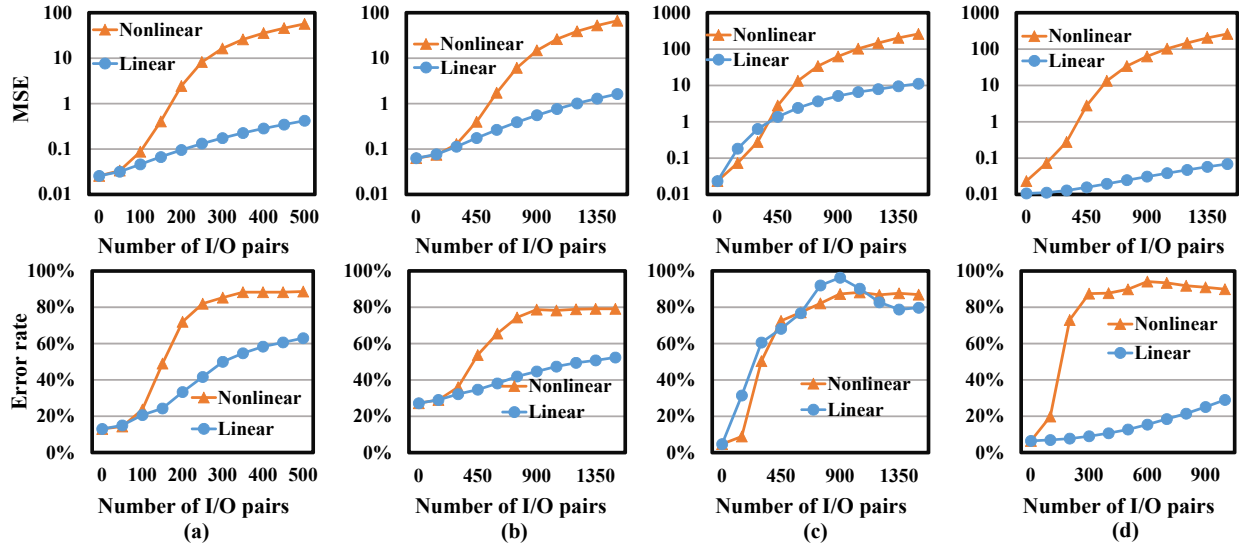 MSE
100
10
1
0.1
0.01
Nonlinear
Linear
0 100 200 300 400 500
Number of I/O pairs
100
10
1
0.1
0.01
Nonlinear
Linear
0 450 900 1350
Number of I/O pairs
1000
100
10
1
0.1
0.01
Nonlinear
Linear
0 450 900 1350
Number of I/O pairs
1000
100
10
1
0.1
0.01
Nonlinear
Linear
0 450 900 1350
Number of I/O pairs
Error rate
100%
80%
60%
40%
20%
0%
Nonlinear
Linear
0 100 200 300 400 500
Number of I/O pairs
(a)
100%
80%
60%
40%
20%
0%
Nonlinear
Linear
0 450 900 1350
Number of I/O pairs
(b)
100%
80%
60%
40%
20%
0%
Nonlinear
Linear
0 450 900 1350
Number of I/O pairs
(c)
100%
80%
60%
40%
20%
0%
Nonlinear
Linear
0 300 600 900
Number of I/O pairs
(d)